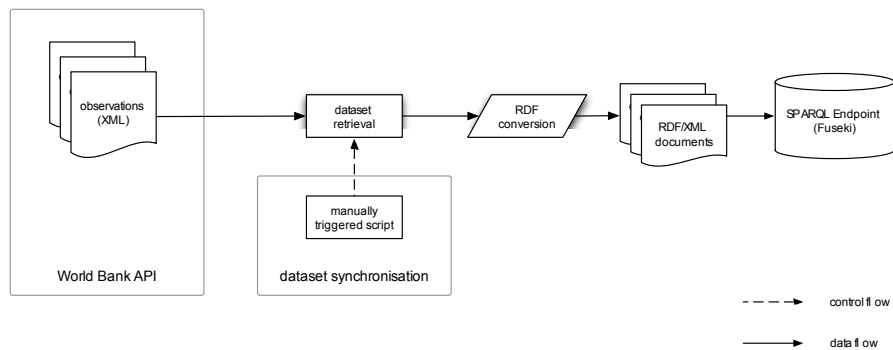 observations
(XML)
dataset
retrieval
RDF
conversion
RDF/XML
documents
SPARQL Endpoint
(Fuseki)
manually
triggered script
World Bank API
dataset synchronisation
control flow
data flow